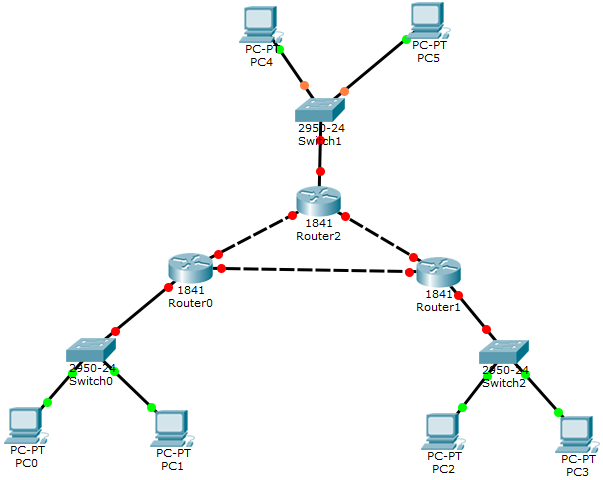 PC-PT
PC4
PC-PT
PC5
2950-24
Switch1
1841
Router2
1841
Router0
1841
Router1
2950-24
Switch0
2950-24
Switch2
PC-PT
PC0
PC-PT
PC1
PC-PT
PC2
PC-PT
PC3